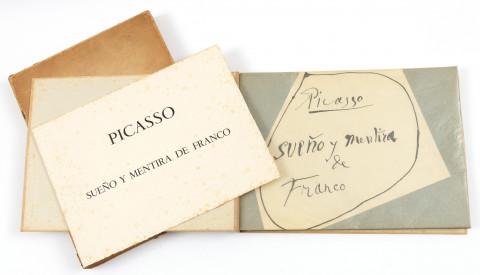 PICASSO
SUEÑO Y MENTIRA DE FRANCO
Picasso
SUEÑO y mentira
de
Franco